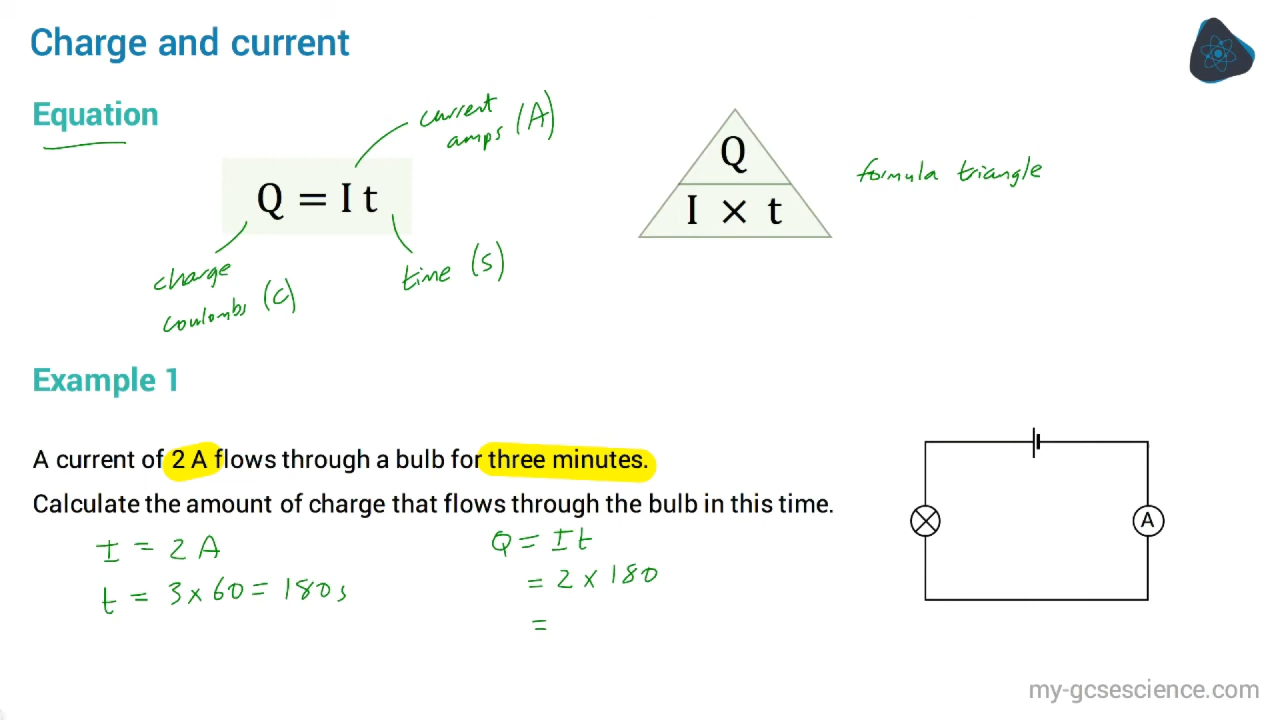 Charge and current
Equation
current
amps (A)
Q = I t
charge
coulombs (C)
time (s)
Q
I × t
formula triangle
Example 1
A current of 2 A flows through a bulb for three minutes.
Calculate the amount of charge that flows through the bulb in this time.
I = 2 A
t = 3 × 60 = 180 s
Q = I t
= 2 × 180
=
A
my-gcsescience.com